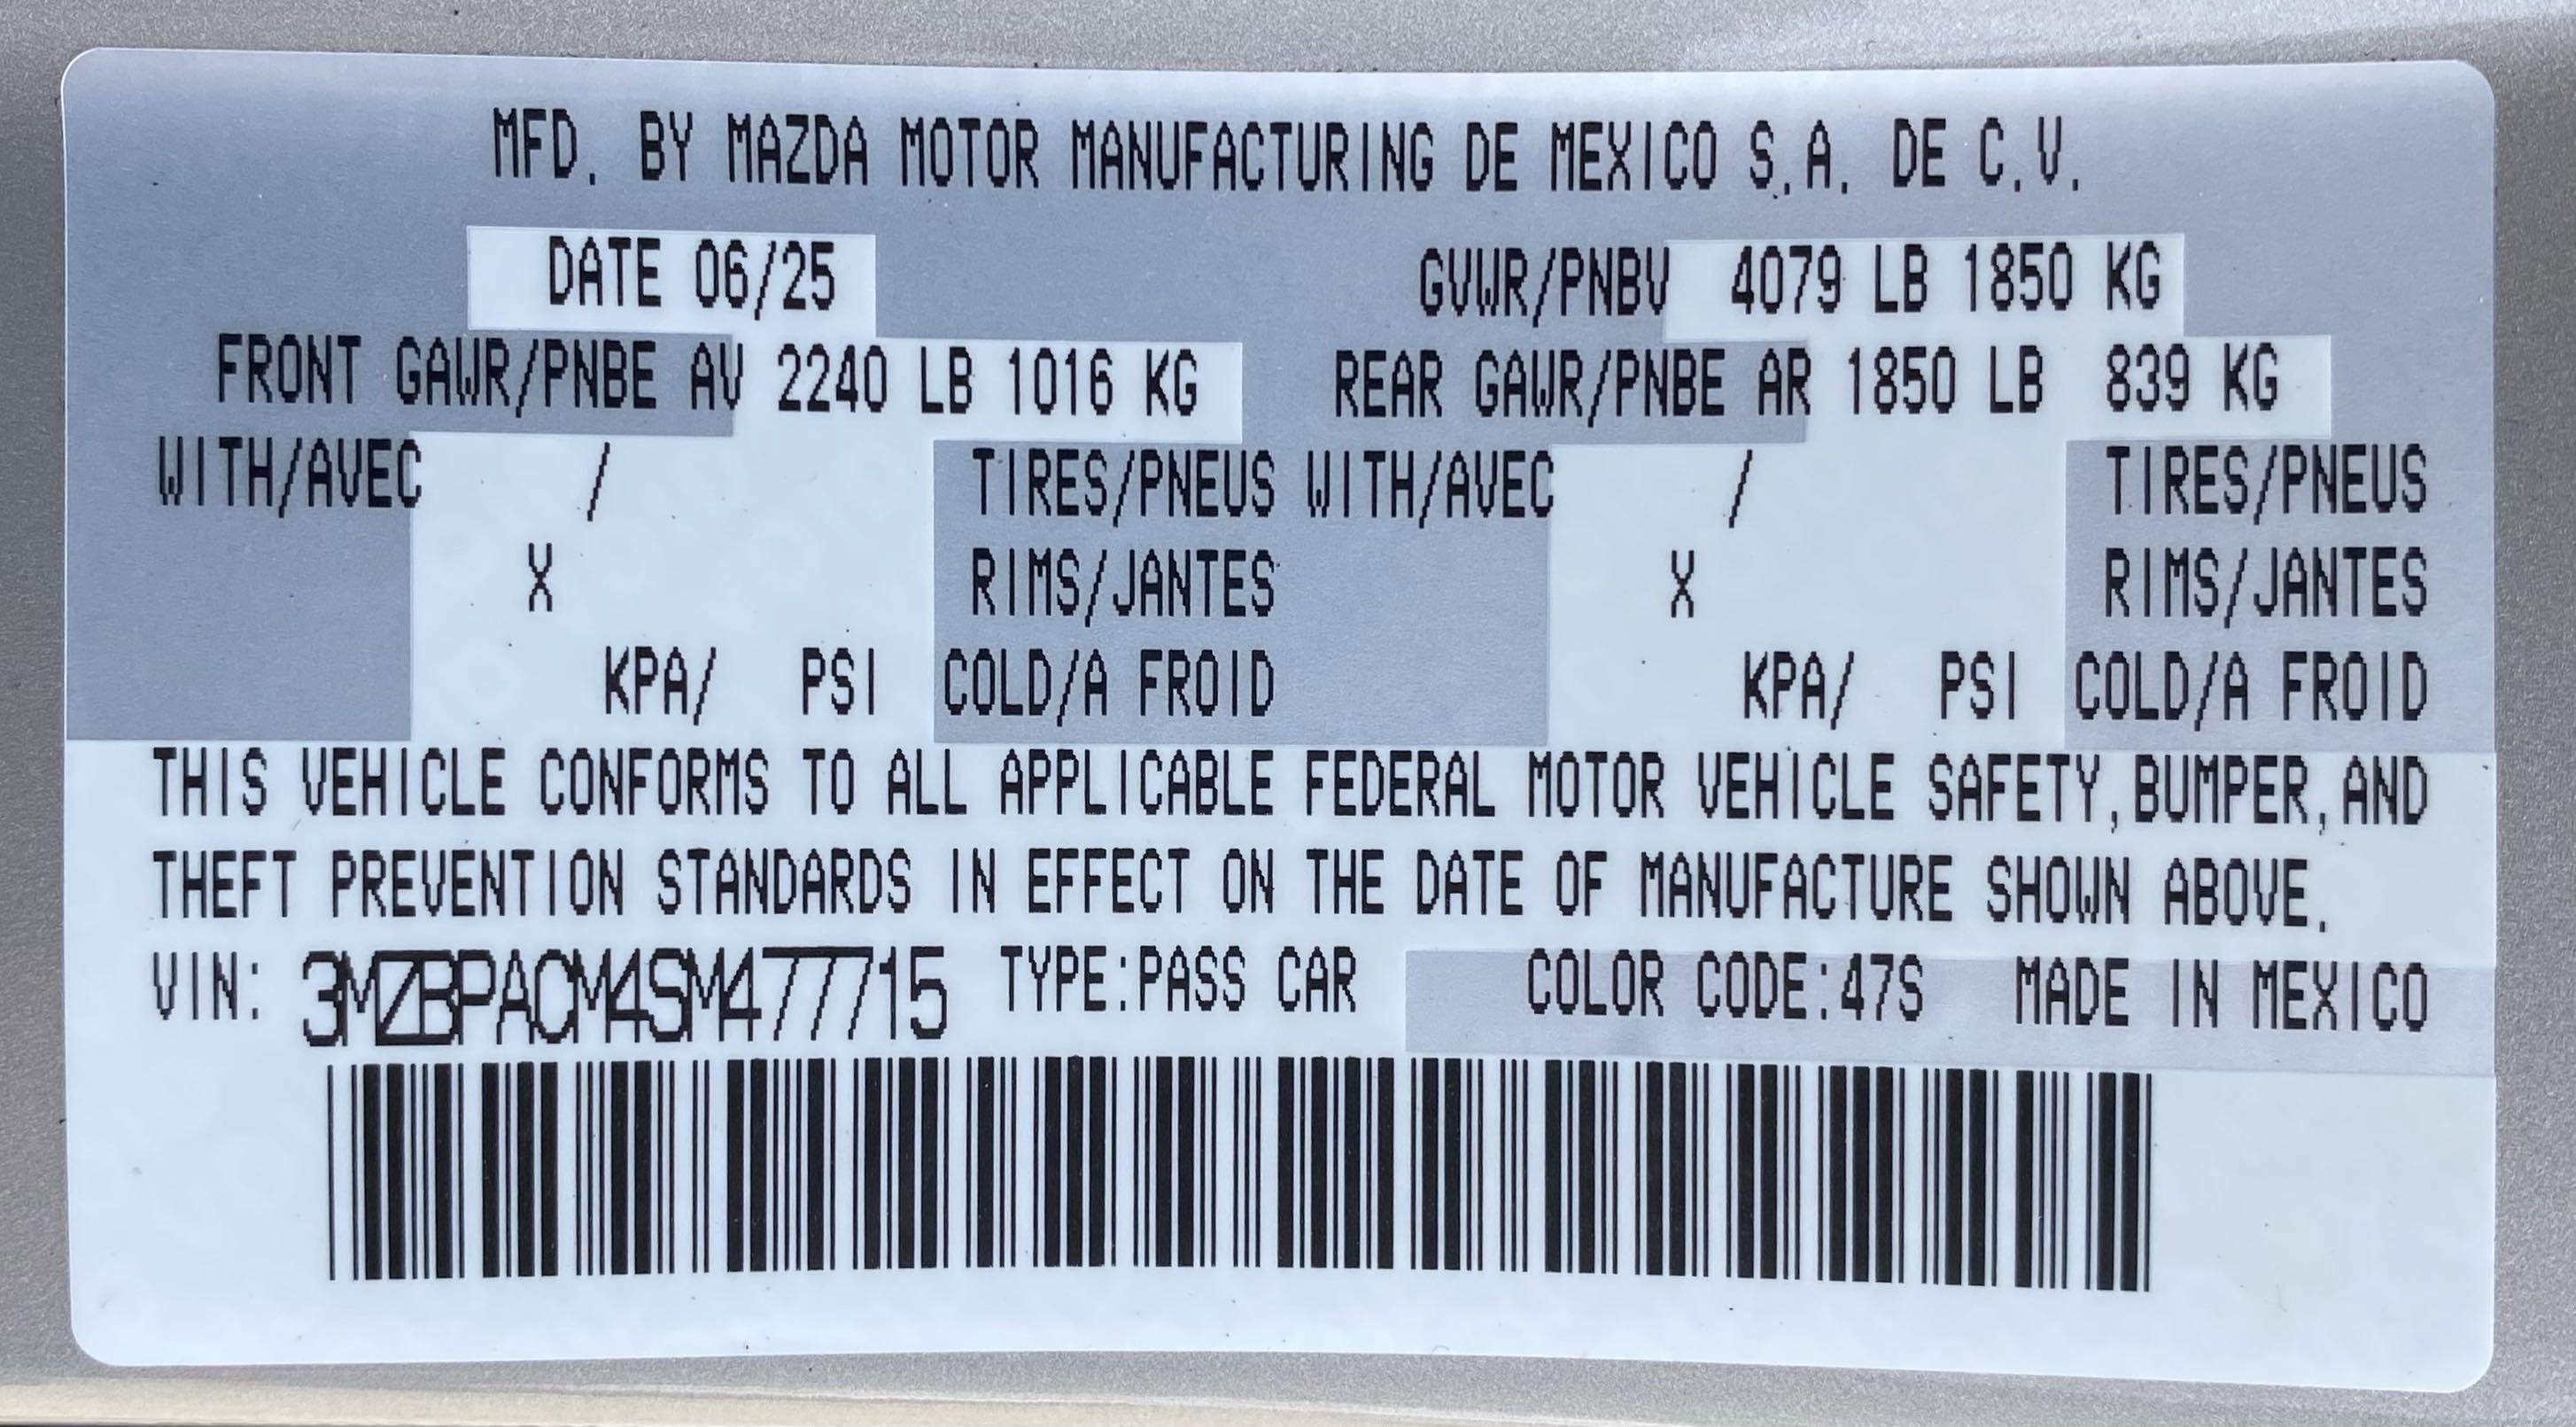 MFD. BY MAZDA MOTOR MANUFACTURING DE MEXICO S.A. DE C.V.
DATE 06/25 GVWR/PNBV 4079 LB 1850 KG
FRONT GAWR/PNBE AV 2240 LB 1016 KG REAR GAWR/PNBE AR 1850 LB 839 KG
WITH/AVEC / TIRES/PNEUS WITH/AVEC / TIRES/PNEUS
X RIMS/JANTES X RIMS/JANTES
KPA/ PSI COLD/A FROID KPA/ PSI COLD/A FROID
THIS VEHICLE CONFORMS TO ALL APPLICABLE FEDERAL MOTOR VEHICLE SAFETY,BUMPER,AND
THEFT PREVENTION STANDARDS IN EFFECT ON THE DATE OF MANUFACTURE SHOWN ABOVE.
VIN: 3MZBPACM4SM477715 TYPE:PASS CAR COLOR CODE:47S MADE IN MEXICO